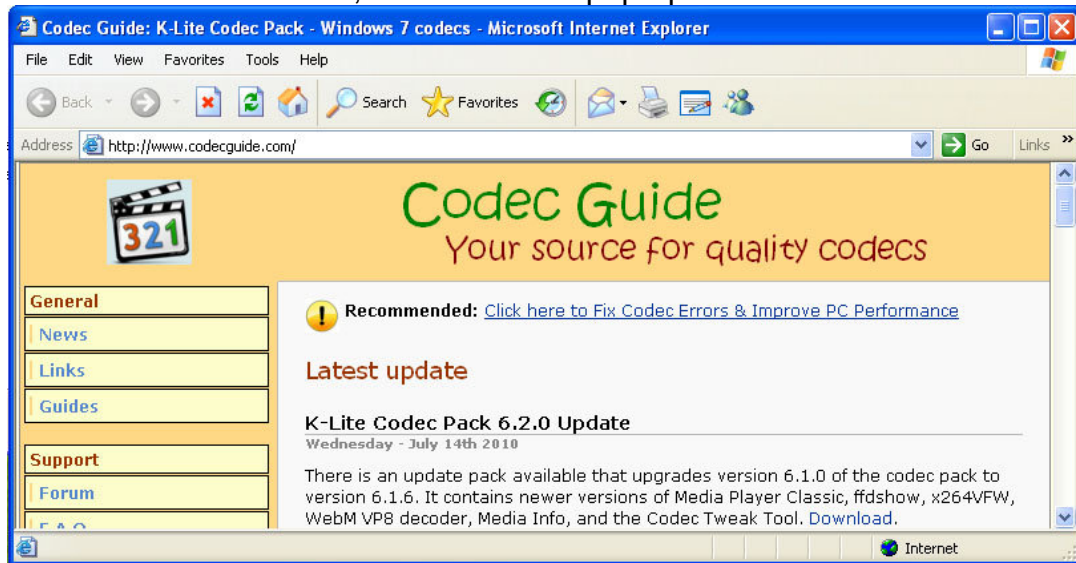 Codec Guide: K-Lite Codec Pack - Windows 7 codecs - Microsoft Internet Explorer
File Edit View Favorites Tools Help
Back Search Favorites
Address http://www.codecguide.com/ Go Links »
321
Codec Guide
Your source for quality codecs
General
News
Links
Guides
Support
Forum
F.A.Q.
Recommended: Click here to Fix Codec Errors & Improve PC Performance
Latest update
K-Lite Codec Pack 6.2.0 Update
Wednesday - July 14th 2010
There is an update pack available that upgrades version 6.1.0 of the codec pack to
version 6.1.6. It contains newer versions of Media Player Classic, ffdshow, x264VFW,
WebM VP8 decoder, Media Info, and the Codec Tweak Tool. Download.
Internet